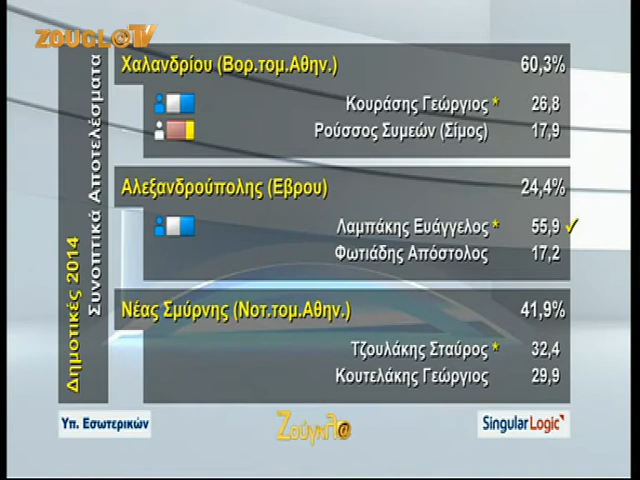 ZOUGL@TV
Δημοτικές 2014
Συνοπτικά Αποτελέσματα
Χαλανδρίου (Βορ.τομ.Αθην.) 60,3%
Κουράσης Γεώργιος * 26,8
Ρούσσος Συμεών (Σίμος) 17,9
Αλεξανδρούπολης (Εβρου) 24,4%
Λαμπάκης Ευάγγελος * 55,9 ✓
Φωτιάδης Απόστολος 17,2
Νέας Σμύρνης (Νοτ.τομ.Αθην.) 41,9%
Τζουλάκης Σταύρος * 32,4
Κουτελάκης Γεώργιος 29,9
Υπ. Εσωτερικών
Ζούγκλ@
SingularLogic